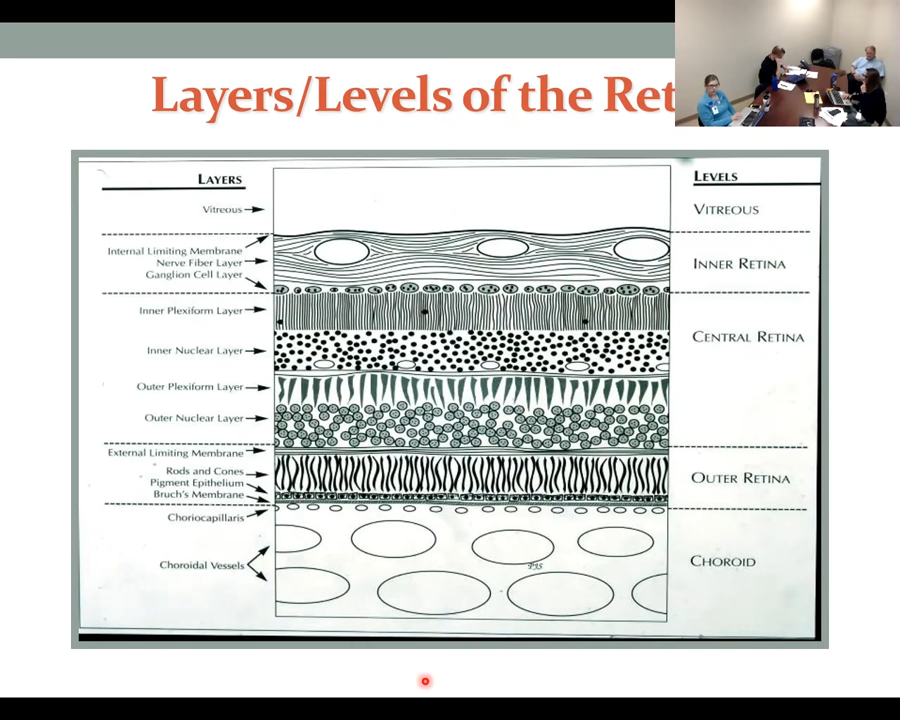 Layers/Levels of the Ret
LAYERS
LEVELS
Vitreous
VITREOUS
Internal Limiting Membrane
Nerve Fiber Layer
INNER RETINA
Ganglion Cell Layer
Inner Plexiform Layer
CENTRAL RETINA
Inner Nuclear Layer
Outer Plexiform Layer
Outer Nuclear Layer
External Limiting Membrane
Rods and Cones
OUTER RETINA
Pigment Epithelium
Bruch's Membrane
Choriocapillaris
Choroidal Vessels
CHOROID